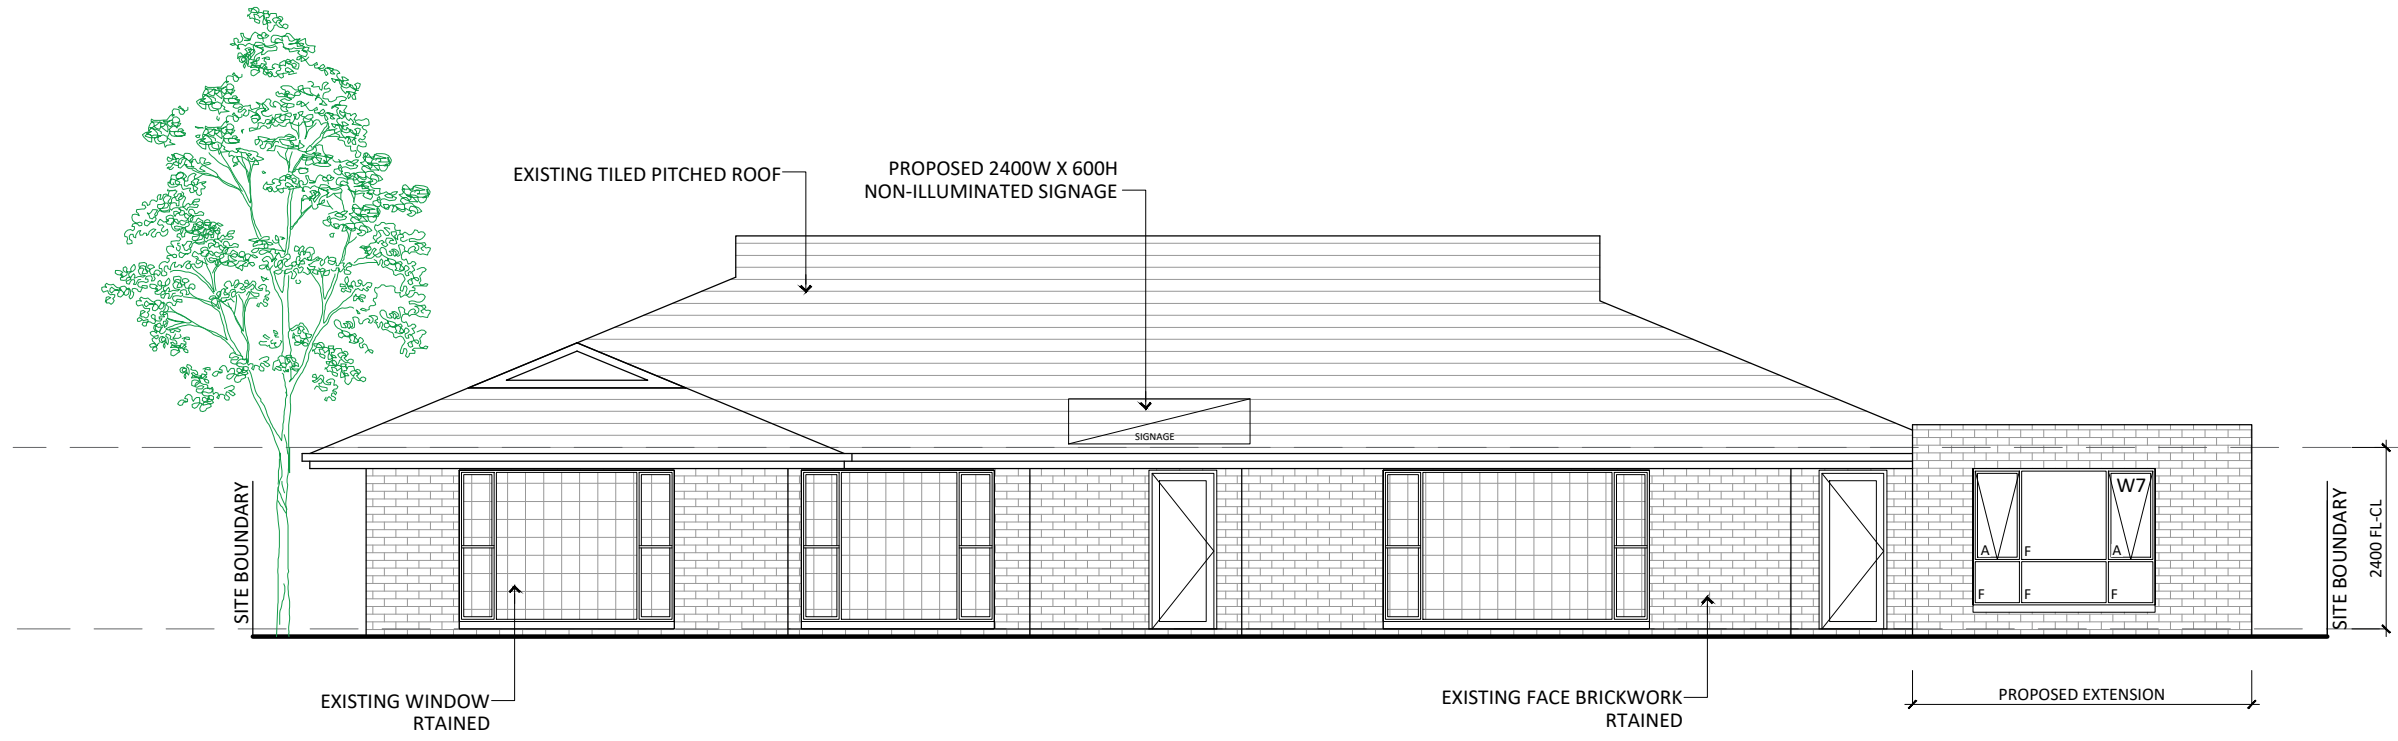 EXISTING TILED PITCHED ROOF
PROPOSED 2400W X 600H
NON-ILLUMINATED SIGNAGE
SIGNAGE
SITE BOUNDARY
W7
A
F
A
F
F
F
SITE BOUNDARY
2400 FL-CL
EXISTING WINDOW
RTAINED
EXISTING FACE BRICKWORK
RTAINED
PROPOSED EXTENSION